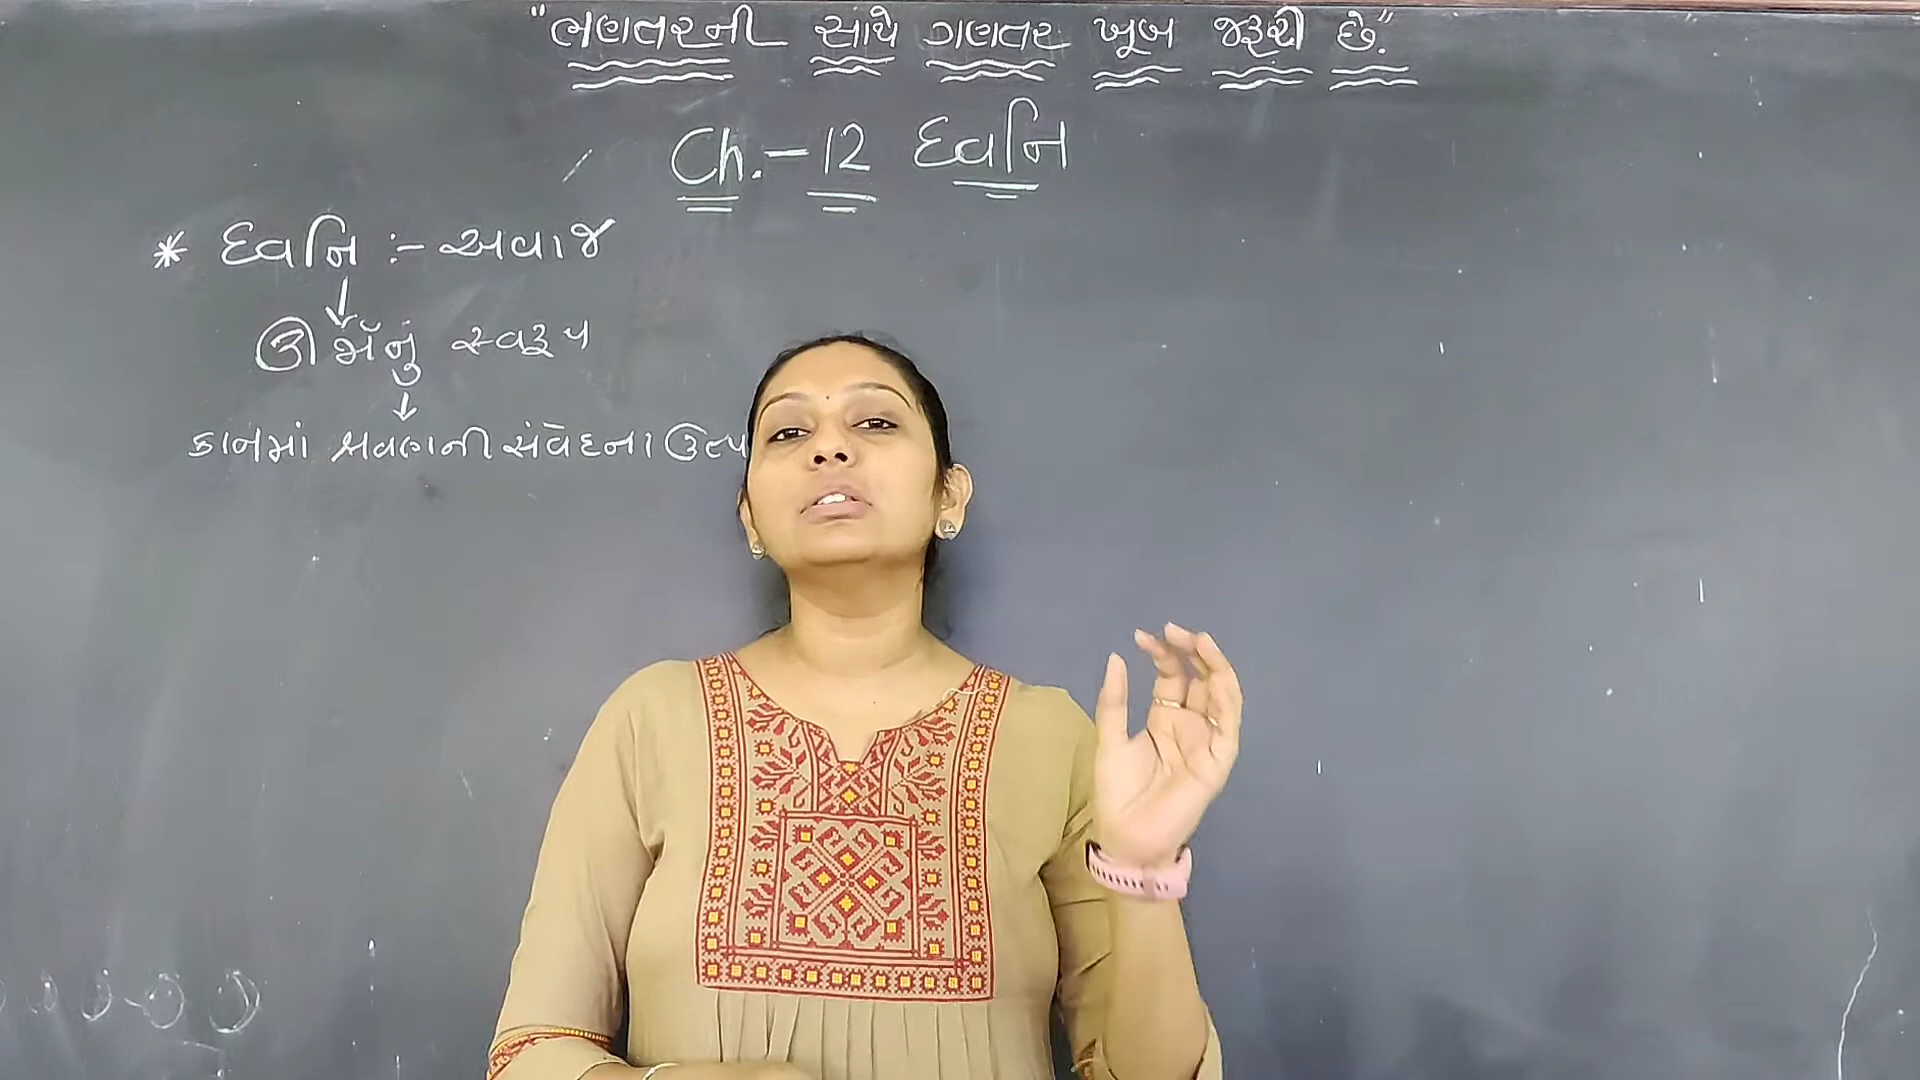 "ભણતરની સાથે ગણતર ખૂબ જરૂરી છે."
Ch.-12 ધ્વનિ
* ધ્વનિ :- અવાજ
↓
ઊર્જાનું સ્વરૂપ
↓
કાનમાં શ્રવણની સંવેદના